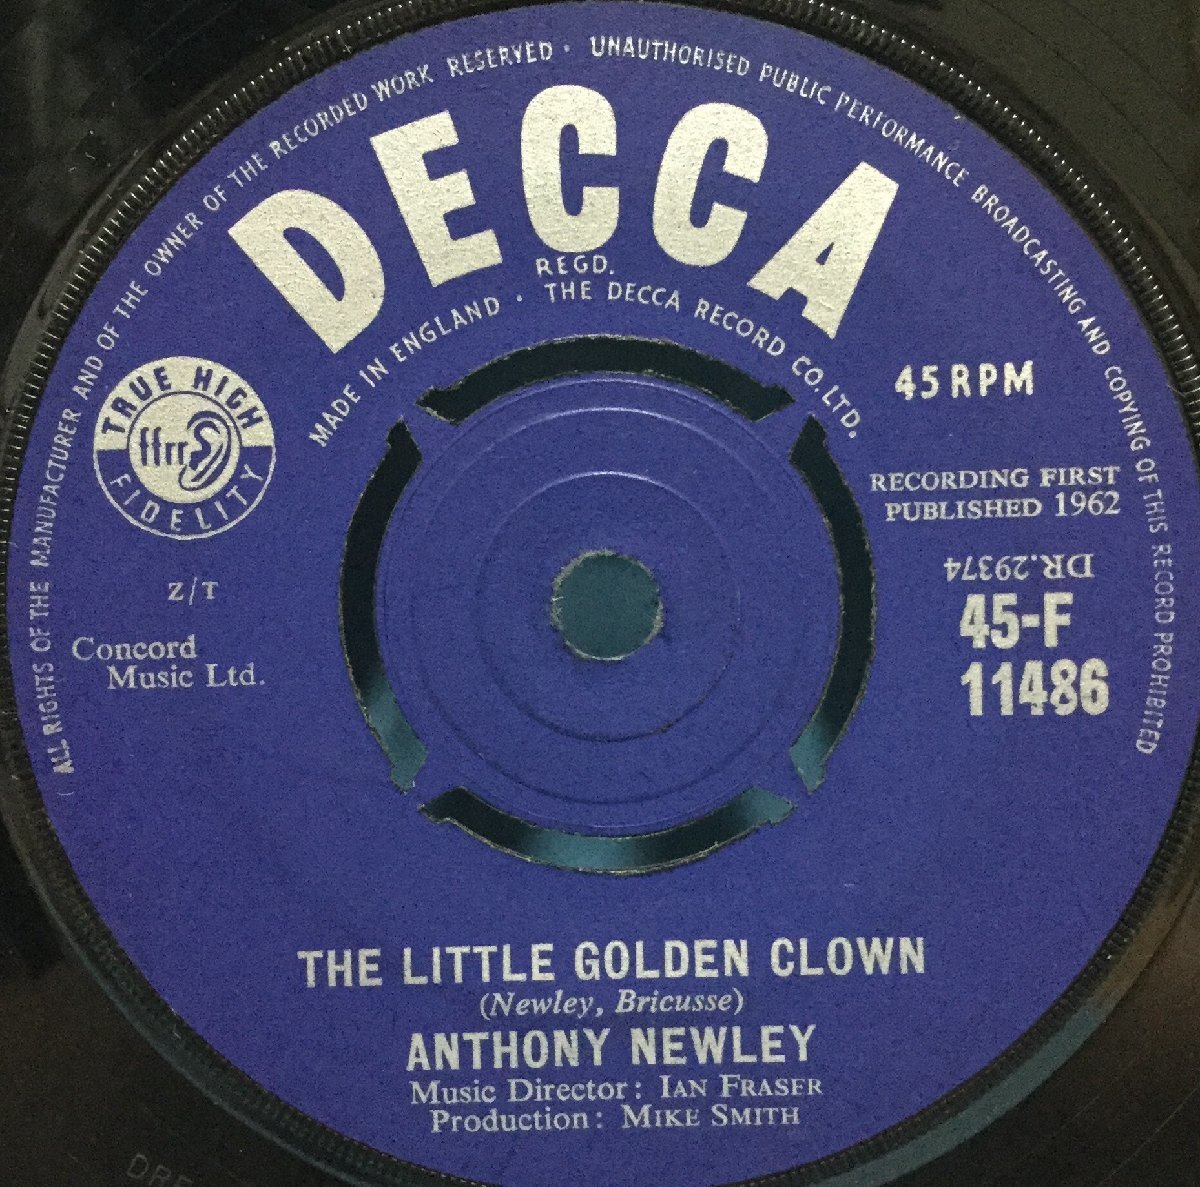 ALL RIGHTS OF THE MANUFACTURER AND OF THE OWNER OF THE RECORDED WORK RESERVED · UNAUTHORISED PUBLIC PERFORMANCE BROADCASTING AND COPYING OF THIS RECORD PROHIBITED
DECCA
REGD.
MADE IN ENGLAND · THE DECCA RECORD CO. LTD.
TRUE HIGH
ffrr
FIDELITY
45 RPM
RECORDING FIRST
PUBLISHED 1962
DR.29374
45-F
11486
Z/T
Concord
Music Ltd.
THE LITTLE GOLDEN CLOWN
(Newley, Bricusse)
ANTHONY NEWLEY
Music Director: IAN FRASER
Production: MIKE SMITH